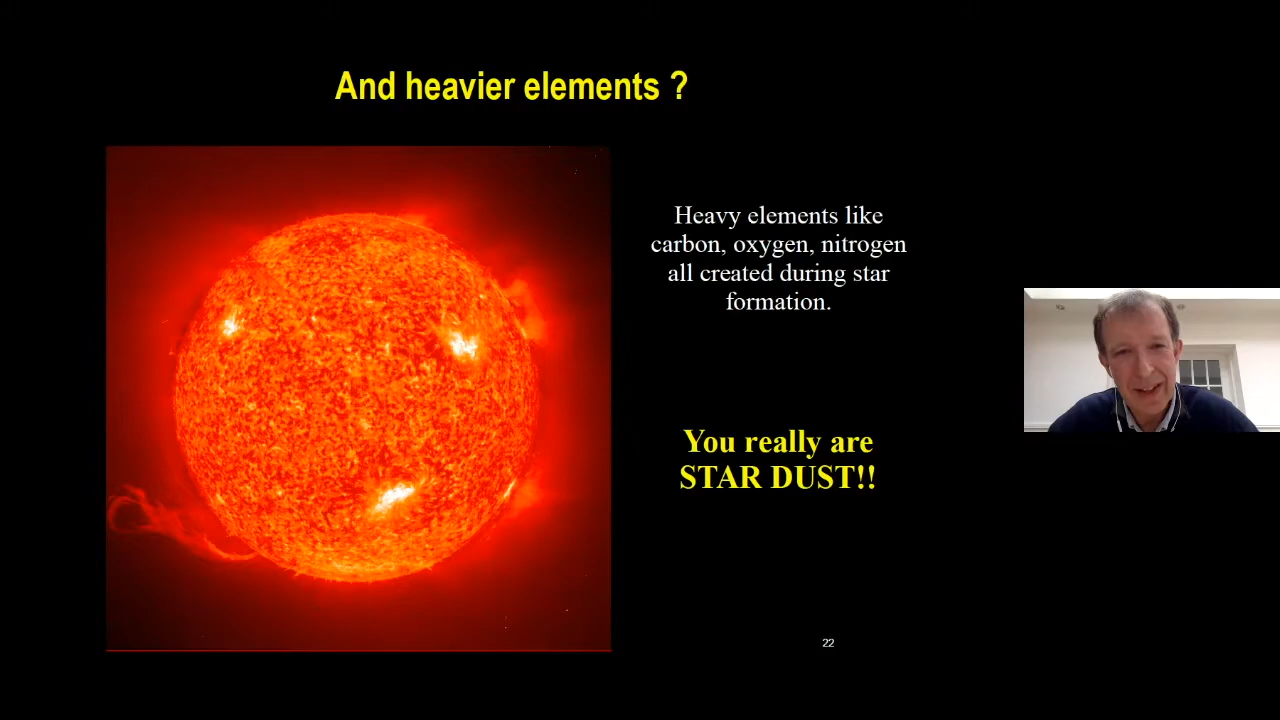 And heavier elements ?
Heavy elements like
carbon, oxygen, nitrogen
all created during star
formation.
You really are
STAR DUST!!
22